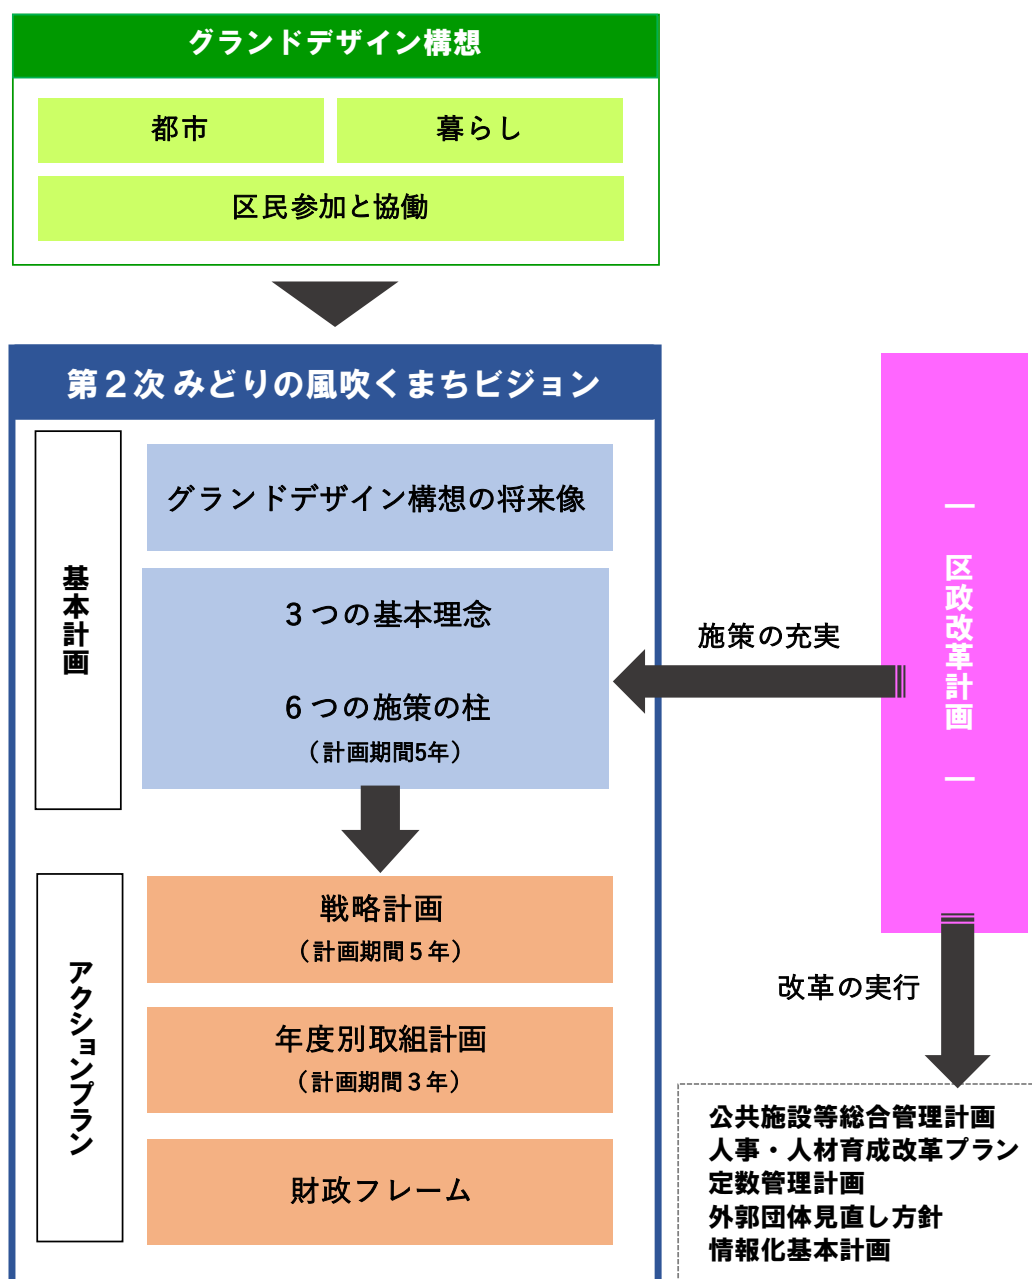 グランドデザイン構想
都市
暮らし
区民参加と協働
第２次 みどりの風吹くまちビジョン
基本計画
グランドデザイン構想の将来像
３つの基本理念
６つの施策の柱
（計画期間5年）
施策の充実
― 区政改革計画 ―
アクションプラン
戦略計画
（計画期間５年）
年度別取組計画
（計画期間３年）
財政フレーム
改革の実行
公共施設等総合管理計画
人事・人材育成改革プラン
定数管理計画
外郭団体見直し方針
情報化基本計画